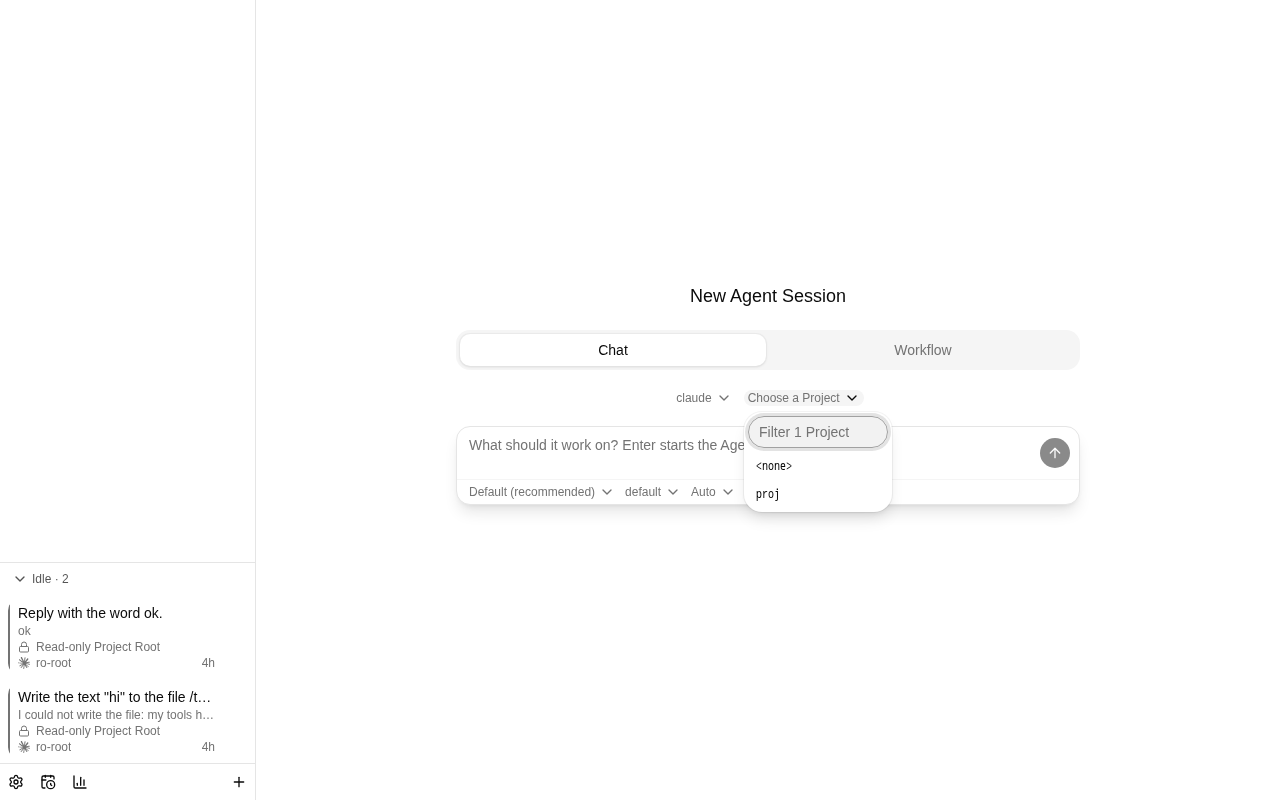 New Agent Session
Chat
Workflow
claude
Choose a Project
Filter 1 Project
<none>
proj
What should it work on? Enter starts the Age
Default (recommended)
default
Auto
Idle · 2
Reply with the word ok.
ok
Read-only Project Root
ro-root
4h
Write the text "hi" to the file /t…
I could not write the file: my tools h…
Read-only Project Root
ro-root
4h